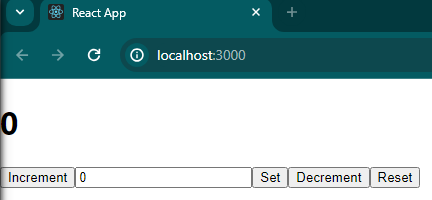 React App
localhost:3000
0
Increment 0 Set Decrement Reset